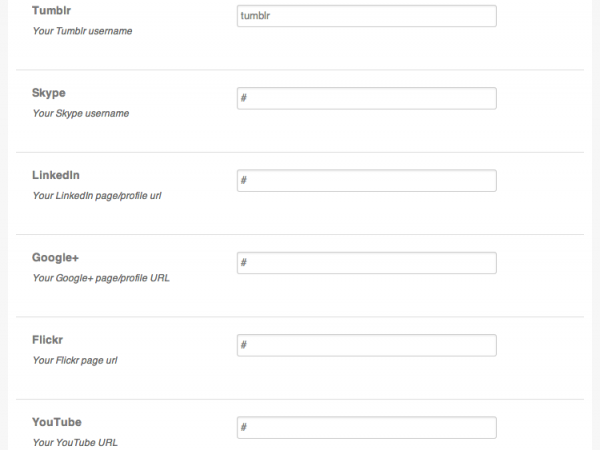 Tumblr
tumblr
Your Tumblr username
Skype
#
Your Skype username
LinkedIn
#
Your LinkedIn page/profile url
Google+
#
Your Google+ page/profile URL
Flickr
#
Your Flickr page url
YouTube
#
Your YouTube URL